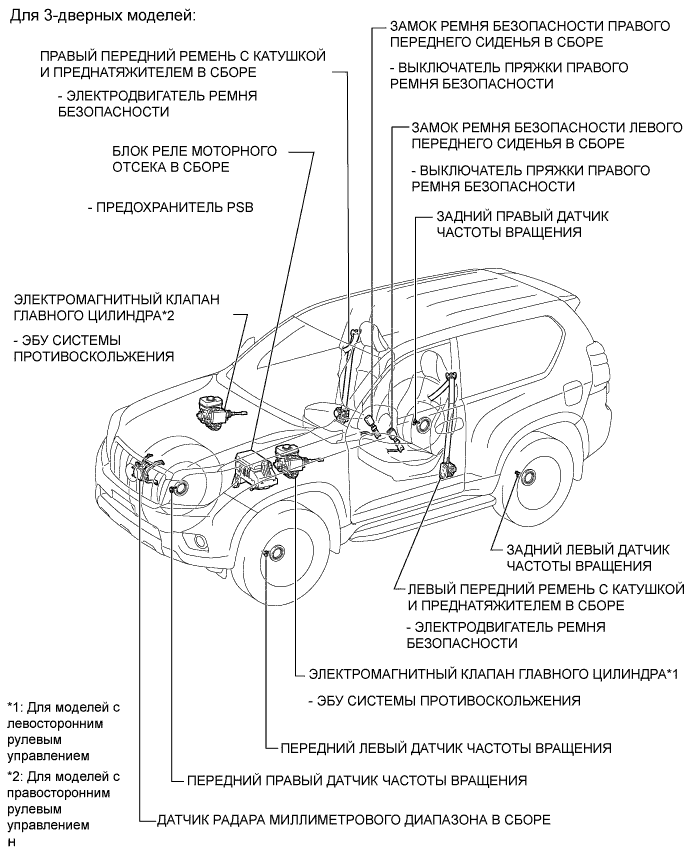 Для 3-дверных моделей:
ЗАМОК РЕМНЯ БЕЗОПАСНОСТИ ПРАВОГО
ПЕРЕДНЕГО СИДЕНЬЯ В СБОРЕ
- ВЫКЛЮЧАТЕЛЬ ПРЯЖКИ ПРАВОГО
РЕМНЯ БЕЗОПАСНОСТИ
ПРАВЫЙ ПЕРЕДНИЙ РЕМЕНЬ С КАТУШКОЙ
И ПРЕДНАТЯЖИТЕЛЕМ В СБОРЕ
- ЭЛЕКТРОДВИГАТЕЛЬ РЕМНЯ
БЕЗОПАСНОСТИ
ЗАМОК РЕМНЯ БЕЗОПАСНОСТИ ЛЕВОГО
ПЕРЕДНЕГО СИДЕНЬЯ В СБОРЕ
- ВЫКЛЮЧАТЕЛЬ ПРЯЖКИ ПРАВОГО
РЕМНЯ БЕЗОПАСНОСТИ
БЛОК РЕЛЕ МОТОРНОГО
ОТСЕКА В СБОРЕ
- ПРЕДОХРАНИТЕЛЬ PSB
ЗАДНИЙ ПРАВЫЙ ДАТЧИК
ЧАСТОТЫ ВРАЩЕНИЯ
ЭЛЕКТРОМАГНИТНЫЙ КЛАПАН
ГЛАВНОГО ЦИЛИНДРА*2
- ЭБУ СИСТЕМЫ
ПРОТИВОСКОЛЬЖЕНИЯ
ЗАДНИЙ ЛЕВЫЙ ДАТЧИК
ЧАСТОТЫ ВРАЩЕНИЯ
ЛЕВЫЙ ПЕРЕДНИЙ РЕМЕНЬ С КАТУШКОЙ
И ПРЕДНАТЯЖИТЕЛЕМ В СБОРЕ
- ЭЛЕКТРОДВИГАТЕЛЬ РЕМНЯ
БЕЗОПАСНОСТИ
ЭЛЕКТРОМАГНИТНЫЙ КЛАПАН ГЛАВНОГО ЦИЛИНДРА*1
- ЭБУ СИСТЕМЫ ПРОТИВОСКОЛЬЖЕНИЯ
ПЕРЕДНИЙ ЛЕВЫЙ ДАТЧИК ЧАСТОТЫ ВРАЩЕНИЯ
ПЕРЕДНИЙ ПРАВЫЙ ДАТЧИК ЧАСТОТЫ ВРАЩЕНИЯ
ДАТЧИК РАДАРА МИЛЛИМЕТРОВОГО ДИАПАЗОНА В СБОРЕ
*1: Для моделей с
левосторонним
рулевым
управлением
*2: Для моделей с
правосторонним
рулевым
управлением
H